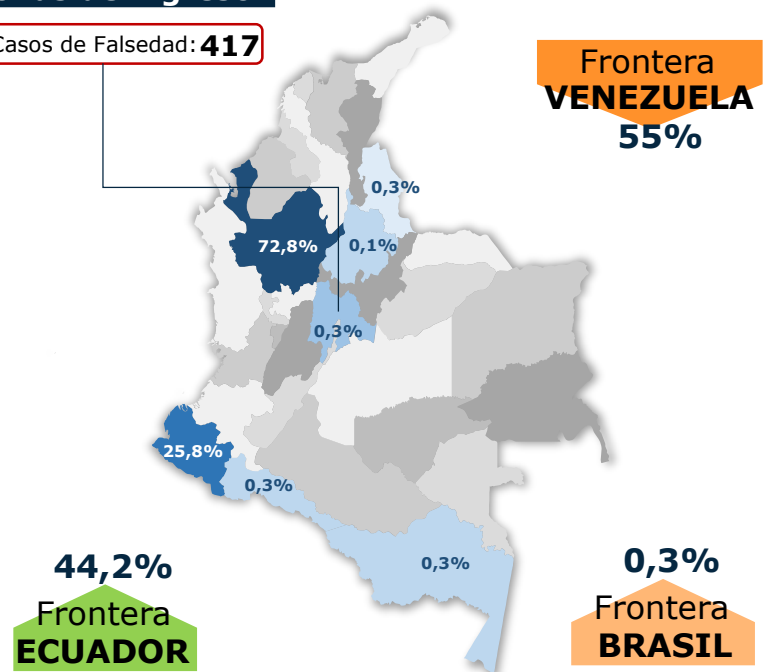 Casos de Falsedad: 417
Frontera
VENEZUELA
55%
0,3%
72,8%
0,1%
0,3%
25,8%
0,3%
0,3%
44,2%
Frontera
ECUADOR
0,3%
Frontera
BRASIL